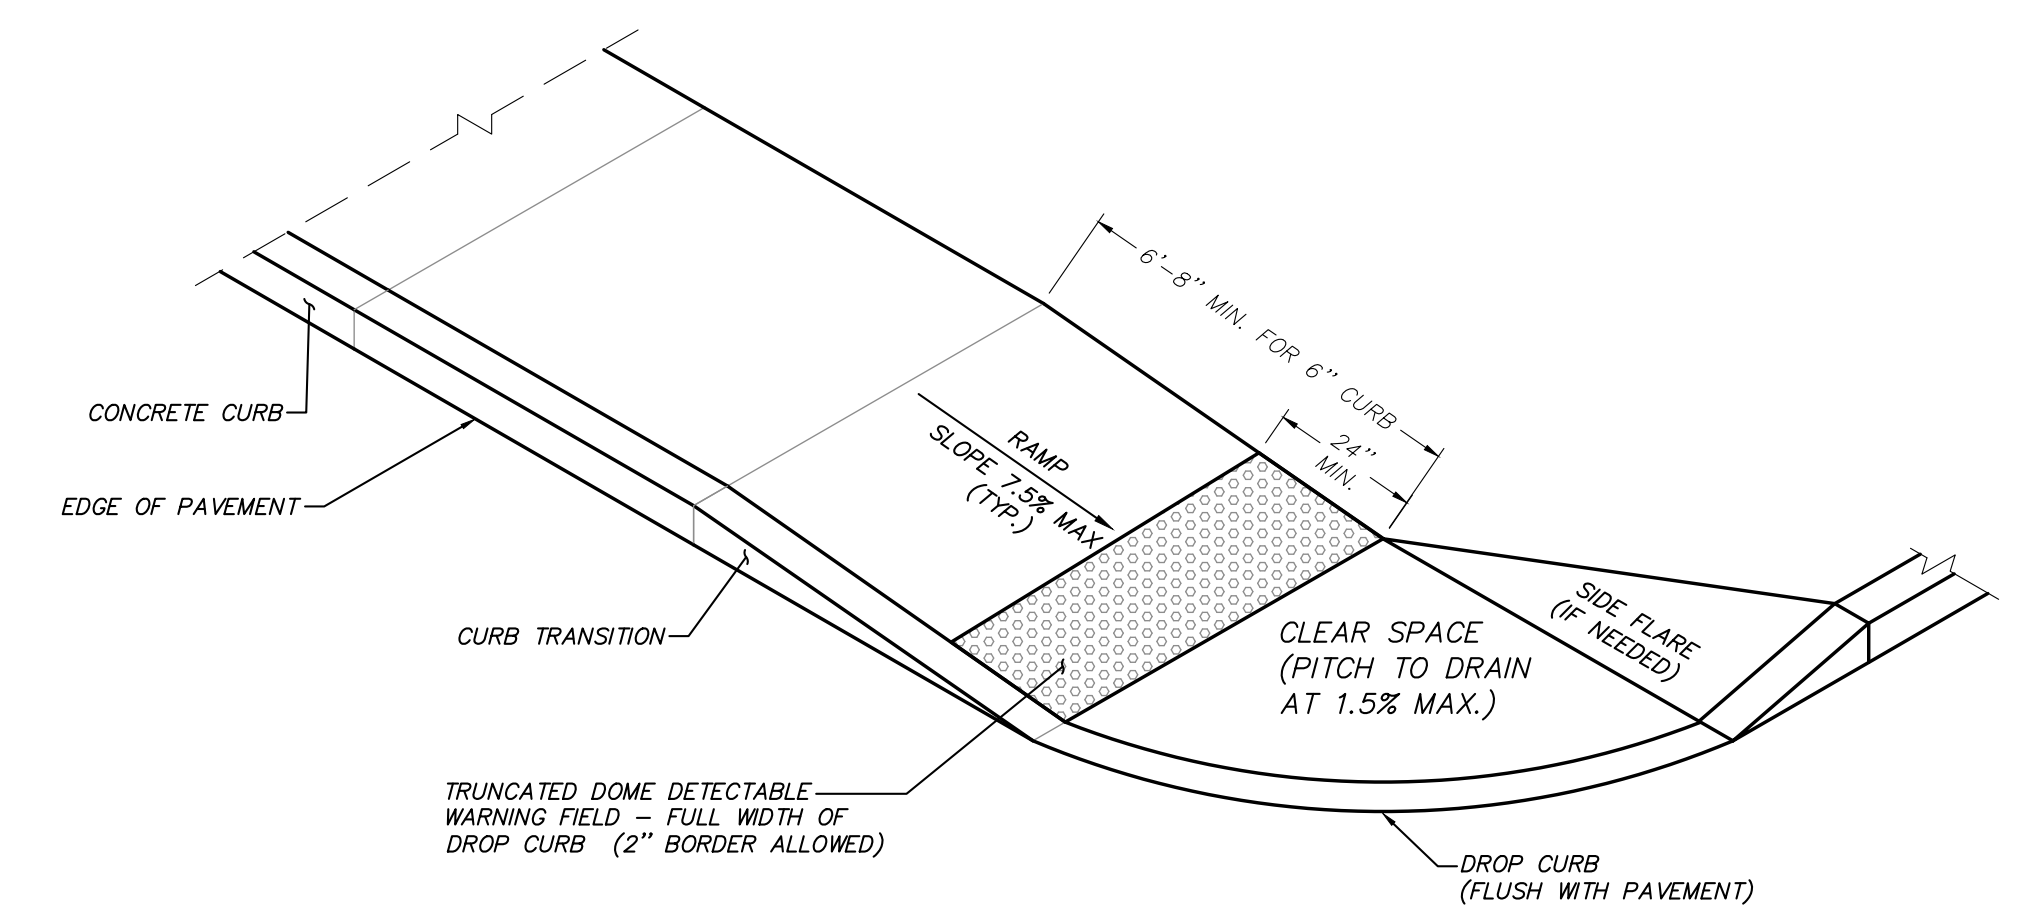 6'-8" MIN. FOR 6" CURB
24"
MIN.
CONCRETE CURB
RAMP
SLOPE 7.5% MAX
(TYP.)
EDGE OF PAVEMENT
SIDE FLARE
(IF NEEDED)
CURB TRANSITION
CLEAR SPACE
(PITCH TO DRAIN
AT 1.5% MAX.)
TRUNCATED DOME DETECTABLE
WARNING FIELD – FULL WIDTH OF
DROP CURB (2" BORDER ALLOWED)
DROP CURB
(FLUSH WITH PAVEMENT)